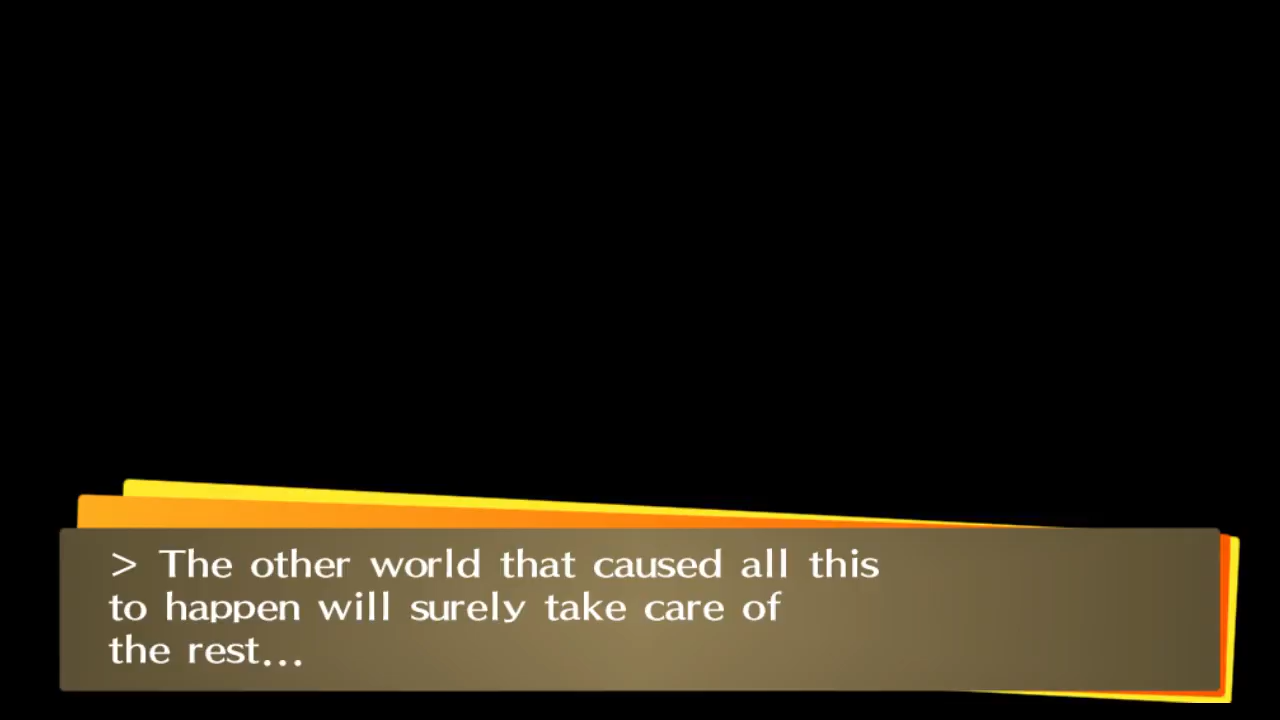 > The other world that caused all this
to happen will surely take care of
the rest...